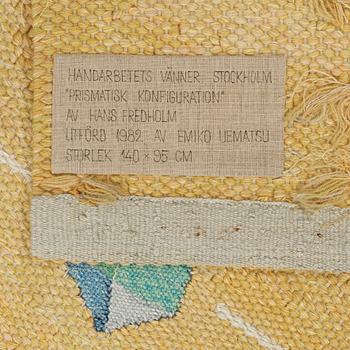 HANDARBETETS VÄNNER. STOCKHOLM
"PRISMATISK KONFIGURATION"
AV HANS FREDHOLM
UTFÖRD 1982. AV EMIKO UEMATSU
STORLEK 140 × 95 CM